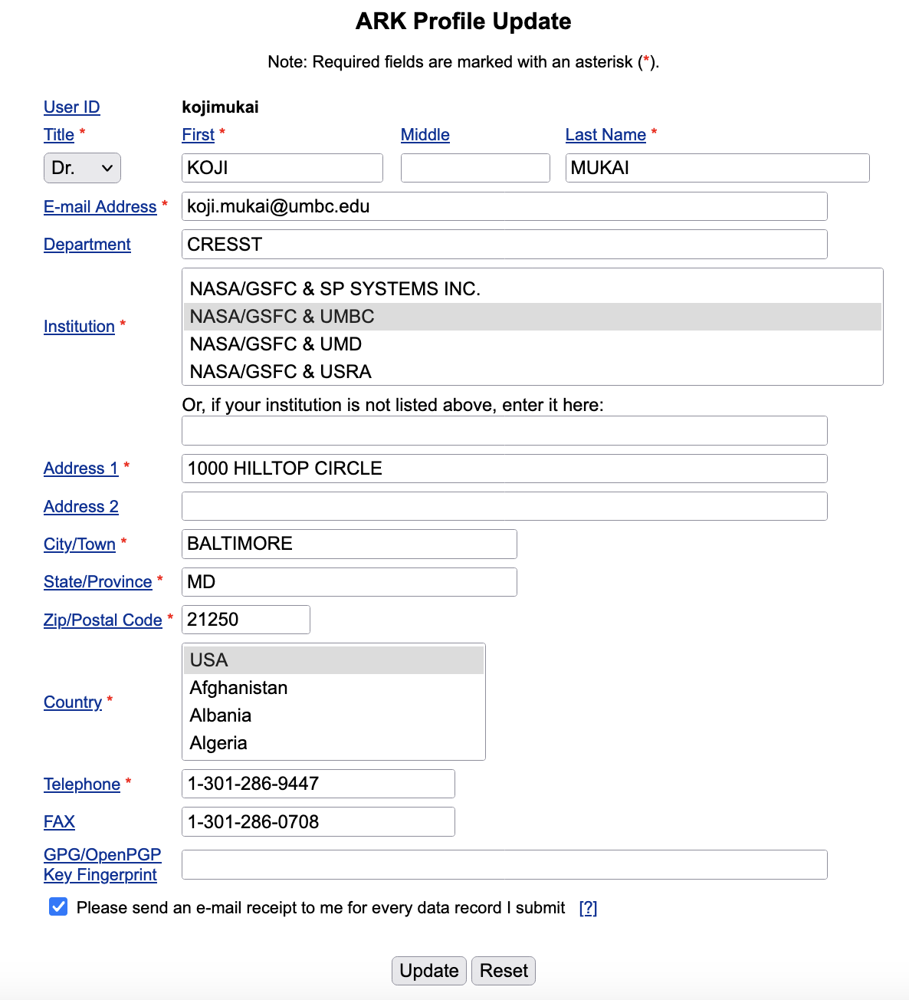 ARK Profile Update
Note: Required fields are marked with an asterisk (*).
User ID kojimukai
Title * First * Middle Last Name *
Dr. KOJI MUKAI
E-mail Address * koji.mukai@umbc.edu
Department CRESST
NASA/GSFC & SP SYSTEMS INC.
Institution * NASA/GSFC & UMBC
NASA/GSFC & UMD
NASA/GSFC & USRA
Or, if your institution is not listed above, enter it here:
Address 1 * 1000 HILLTOP CIRCLE
Address 2
City/Town * BALTIMORE
State/Province * MD
Zip/Postal Code * 21250
USA
Afghanistan
Country * Albania
Algeria
Telephone * 1-301-286-9447
FAX 1-301-286-0708
GPG/OpenPGP
Key Fingerprint
Please send an e-mail receipt to me for every data record I submit [?]
Update Reset